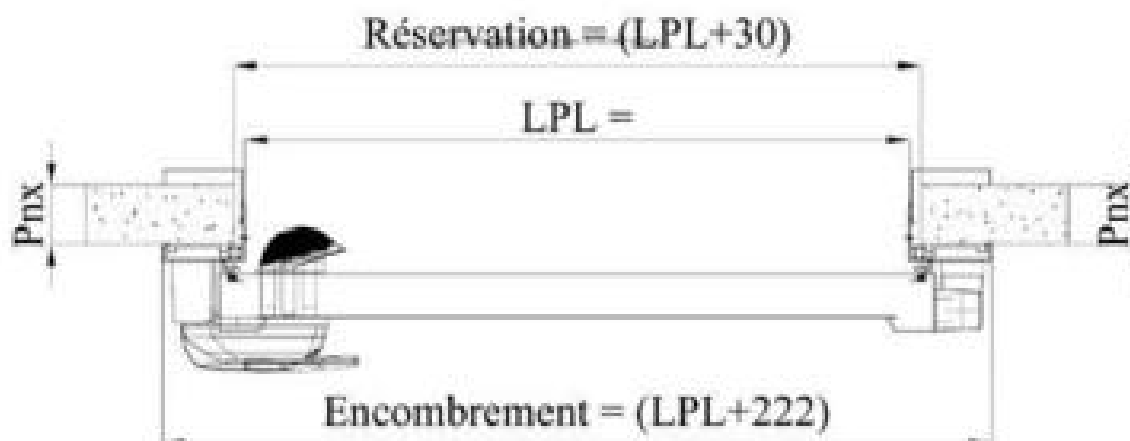 Réservation = (LPL+30)
LPL =
Pnx
Pnx
Encombrement = (LPL+222)